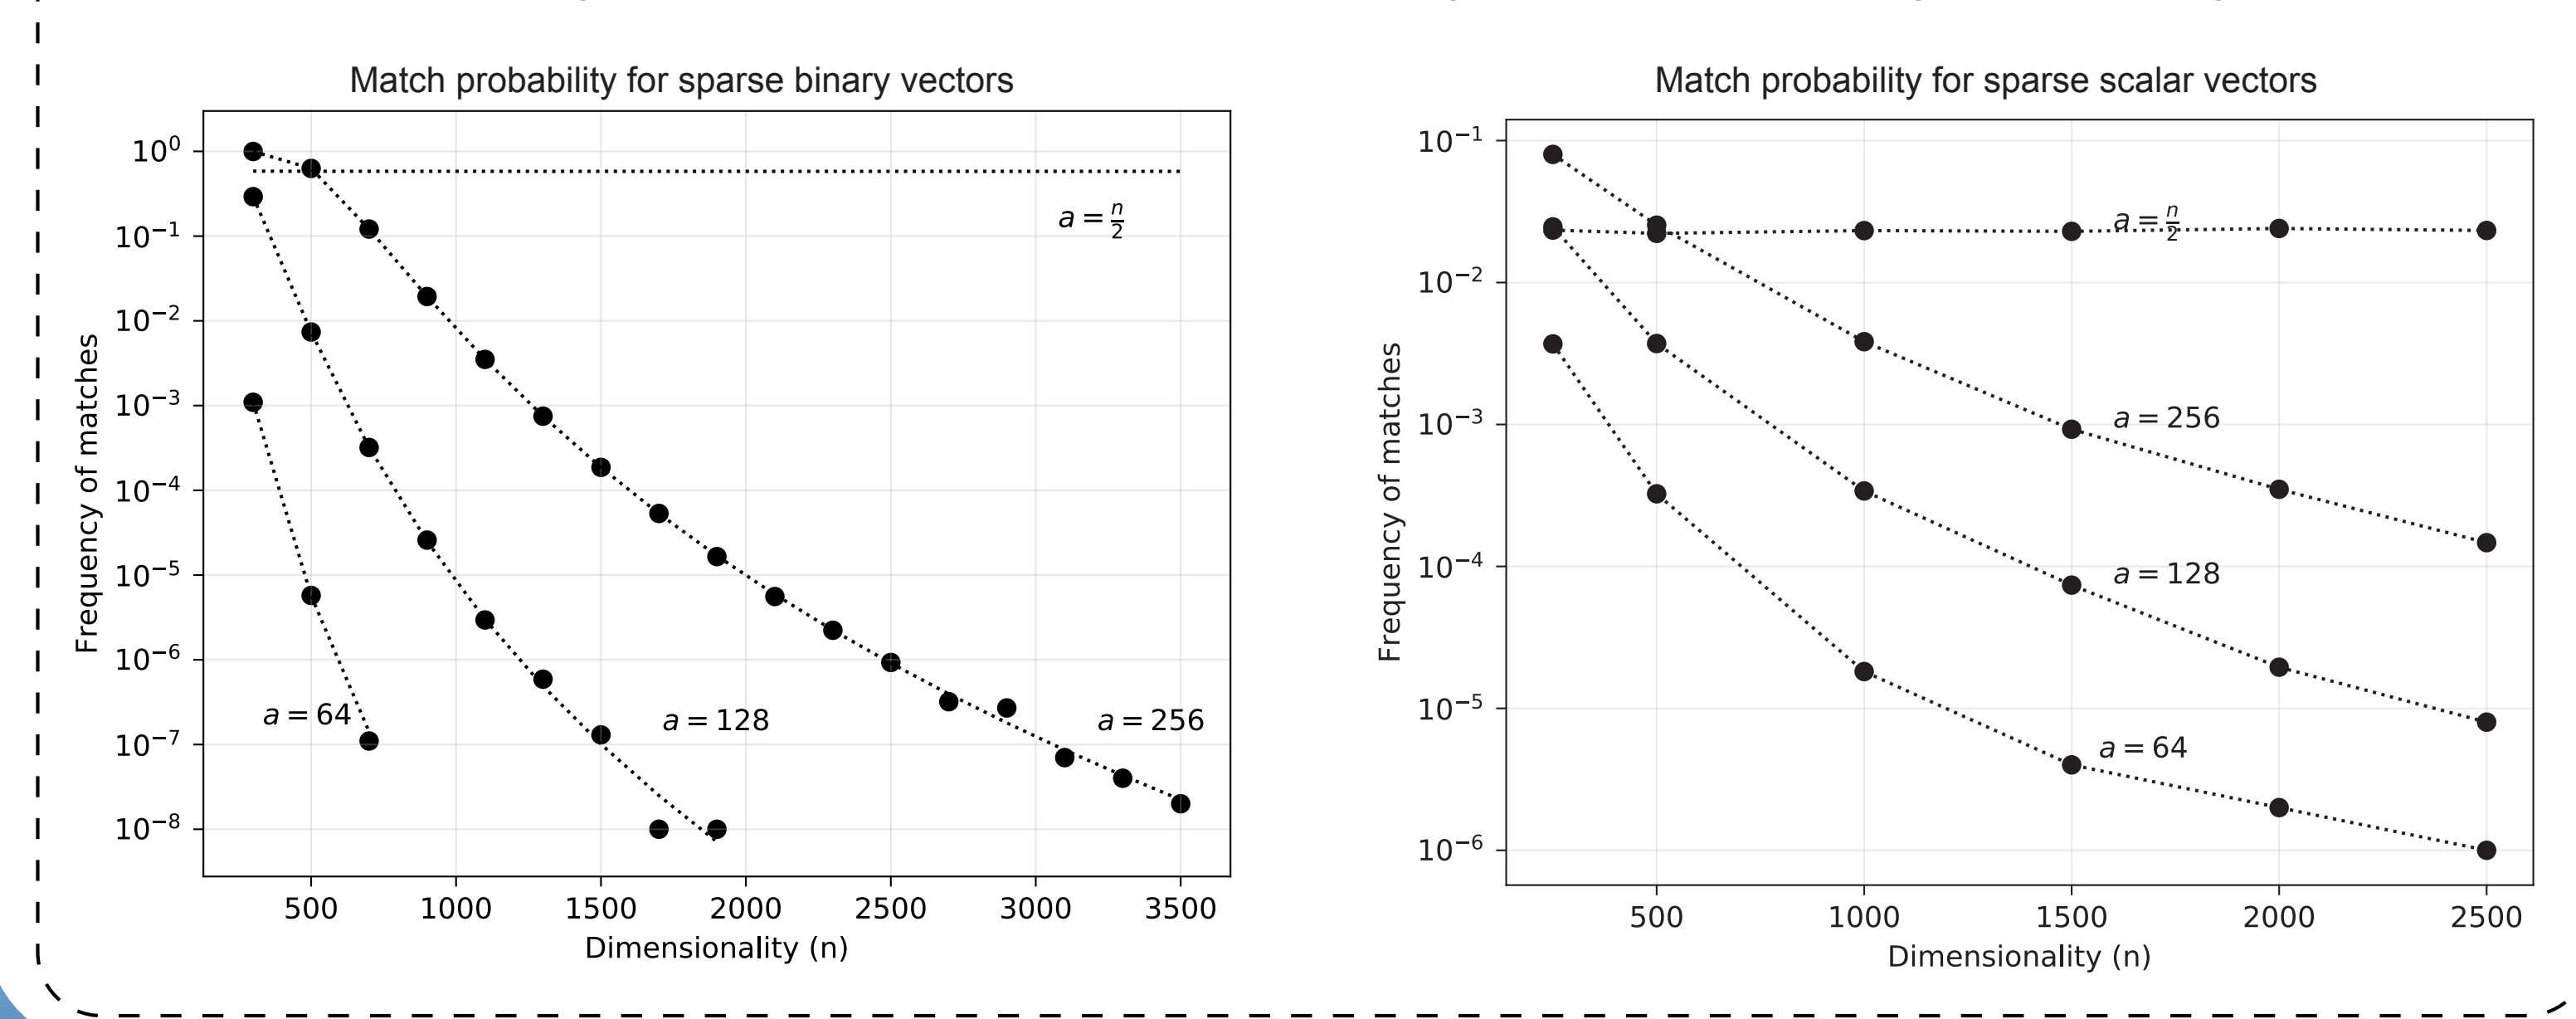 Match probability for sparse binary vectors
Frequency of matches
10⁰
10⁻¹
10⁻²
10⁻³
10⁻⁴
10⁻⁵
10⁻⁶
10⁻⁷
10⁻⁸
a = n/2
a = 64
a = 128
a = 256
500 1000 1500 2000 2500 3000 3500
Dimensionality (n)
Match probability for sparse scalar vectors
Frequency of matches
10⁻¹
10⁻²
10⁻³
10⁻⁴
10⁻⁵
10⁻⁶
a = n/2
a = 256
a = 128
a = 64
500 1000 1500 2000 2500
Dimensionality (n)